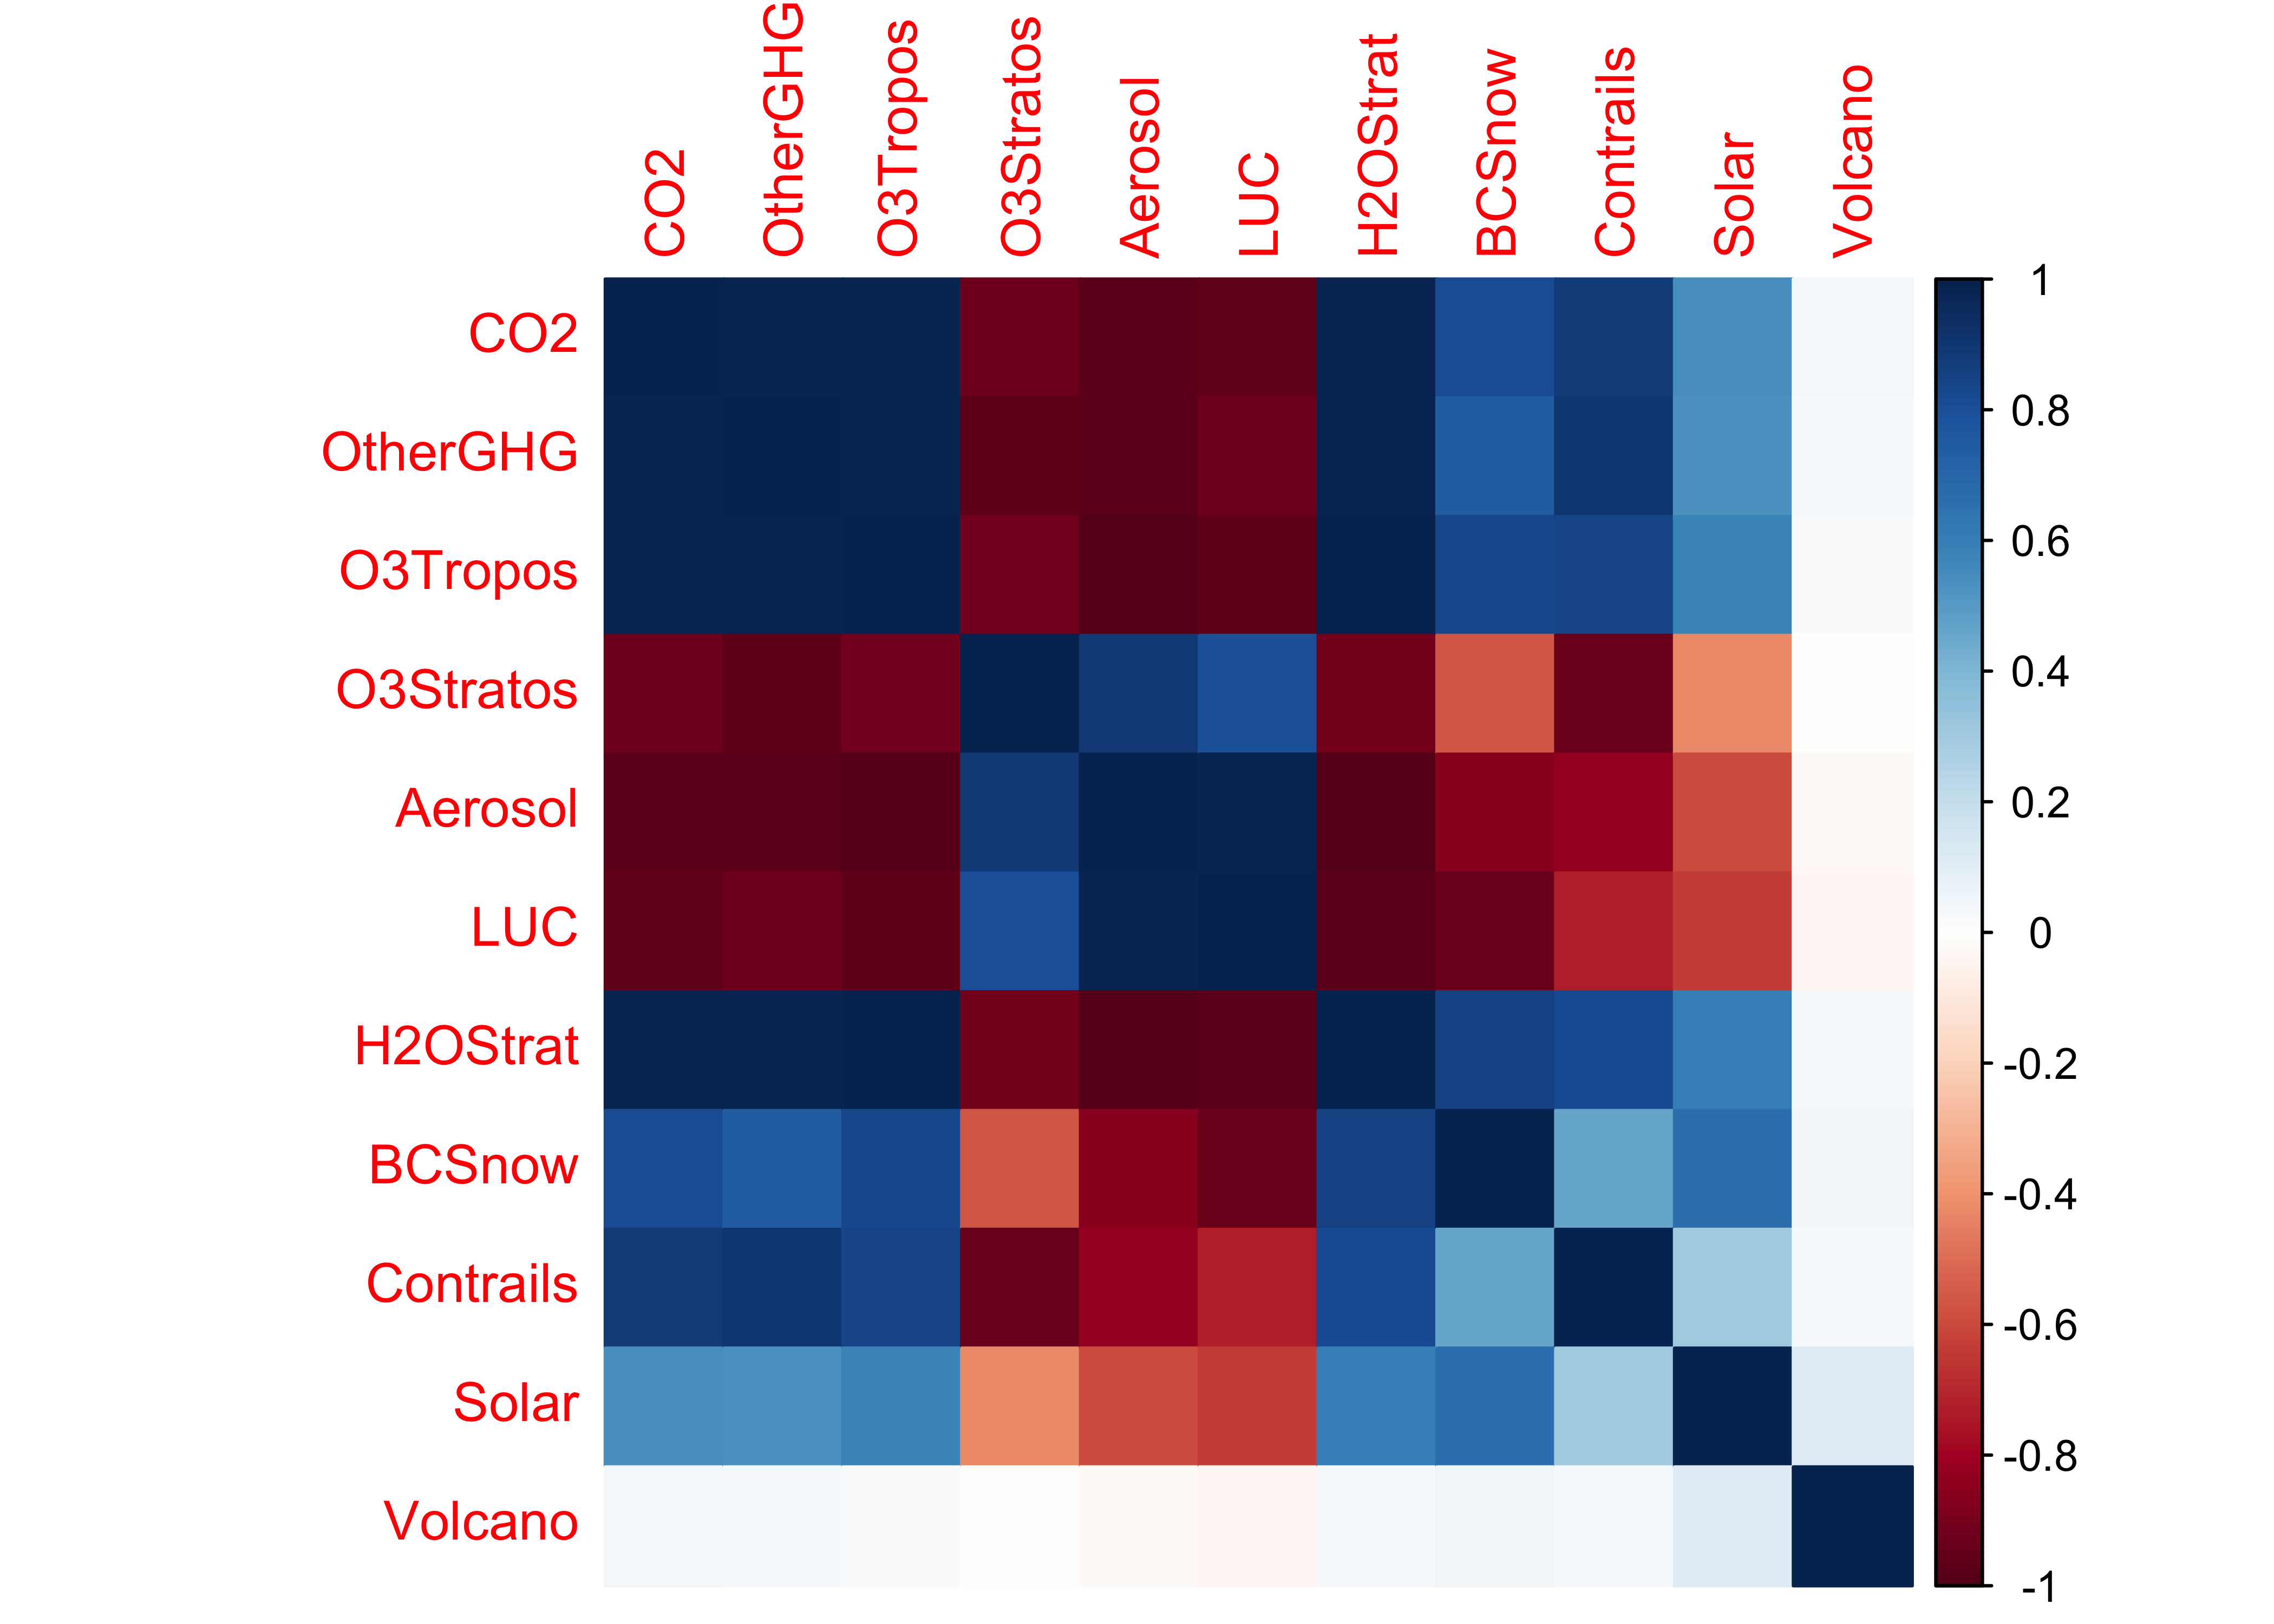 CO2
OtherGHG
O3Tropos
O3Stratos
Aerosol
LUC
H2OStrat
BCSnow
Contrails
Solar
Volcano
CO2
OtherGHG
O3Tropos
O3Stratos
Aerosol
LUC
H2OStrat
BCSnow
Contrails
Solar
Volcano
1
0.8
0.6
0.4
0.2
0
-0.2
-0.4
-0.6
-0.8
-1